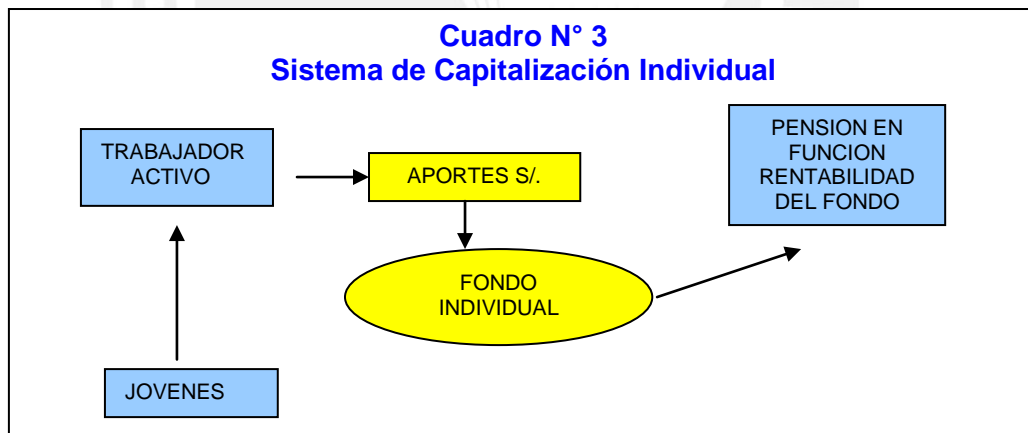 Cuadro N° 3
Sistema de Capitalización Individual
TRABAJADOR
ACTIVO
APORTES S/.
PENSION EN
FUNCION
RENTABILIDAD
DEL FONDO
FONDO
INDIVIDUAL
JOVENES